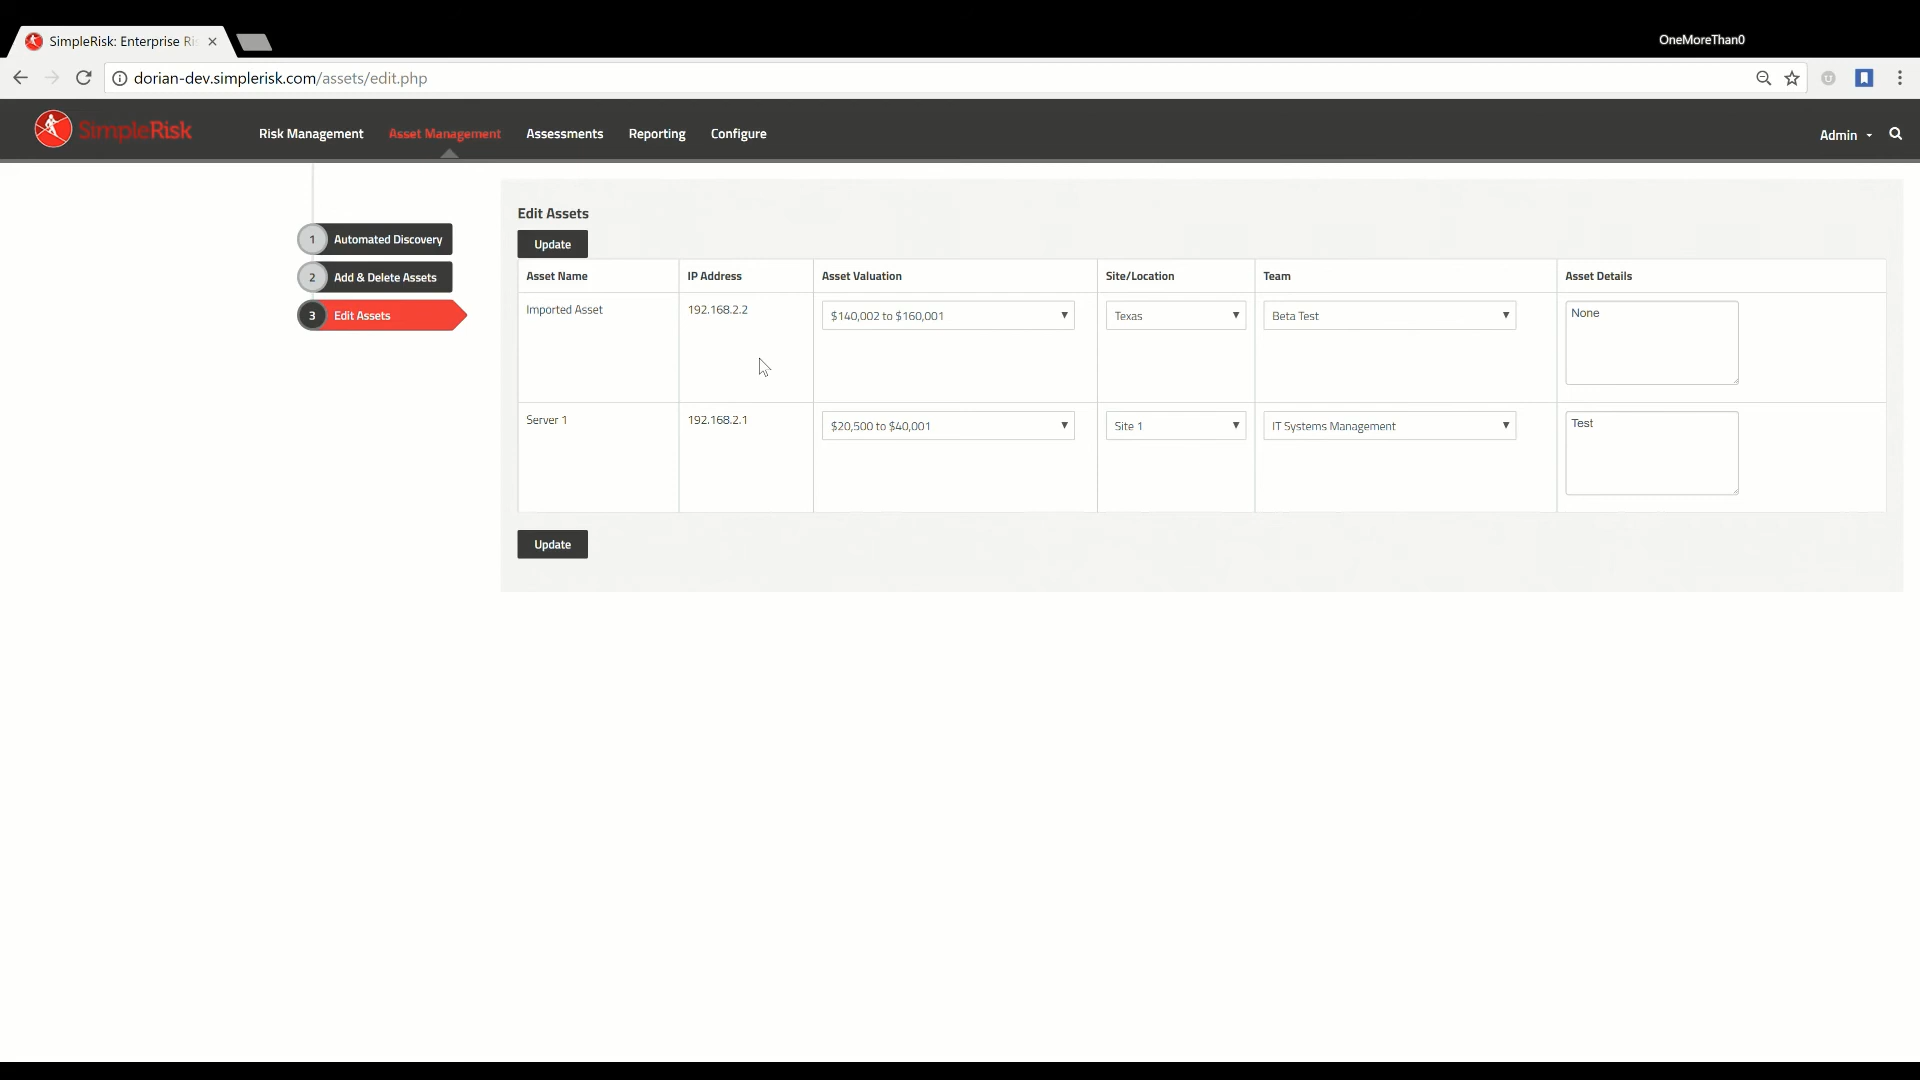 SimpleRisk: Enterprise Ris
OneMoreThan0
dorian-dev.simplerisk.com/assets/edit.php
SimpleRisk
Risk Management
Asset Management
Assessments
Reporting
Configure
Admin
1 Automated Discovery
2 Add & Delete Assets
3 Edit Assets
Edit Assets
Update
Asset Name IP Address Asset Valuation Site/Location Team Asset Details
Imported Asset 192.168.2.2 $140,002 to $160,001 Texas Beta Test None
Server 1 192.168.2.1 $20,500 to $40,001 Site 1 IT Systems Management Test
Update